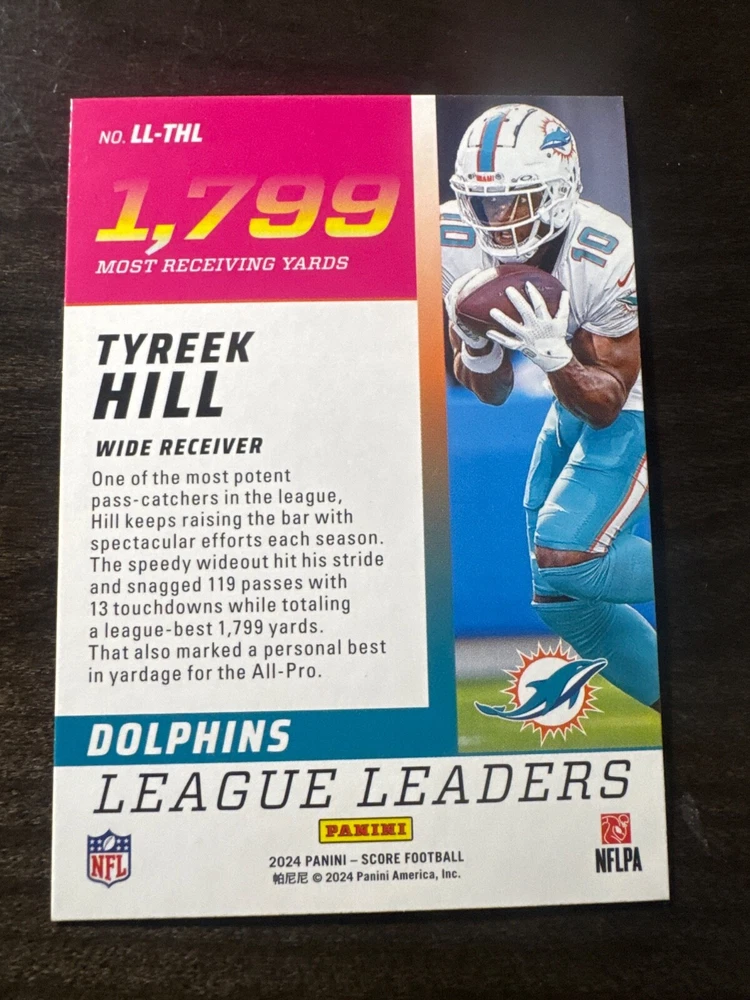 NO. LL-THL
1,799
MOST RECEIVING YARDS
TYREEK
HILL
WIDE RECEIVER
One of the most potent
pass-catchers in the league,
Hill keeps raising the bar with
spectacular efforts each season.
The speedy wideout hit his stride
and snagged 119 passes with
13 touchdowns while totaling
a league-best 1,799 yards.
That also marked a personal best
in yardage for the All-Pro.
MIAMI
10
10
DOLPHINS
LEAGUE LEADERS
PANINI
NFL
2024 PANINI – SCORE FOOTBALL
帕尼尼 © 2024 Panini America, Inc.
NFLPA